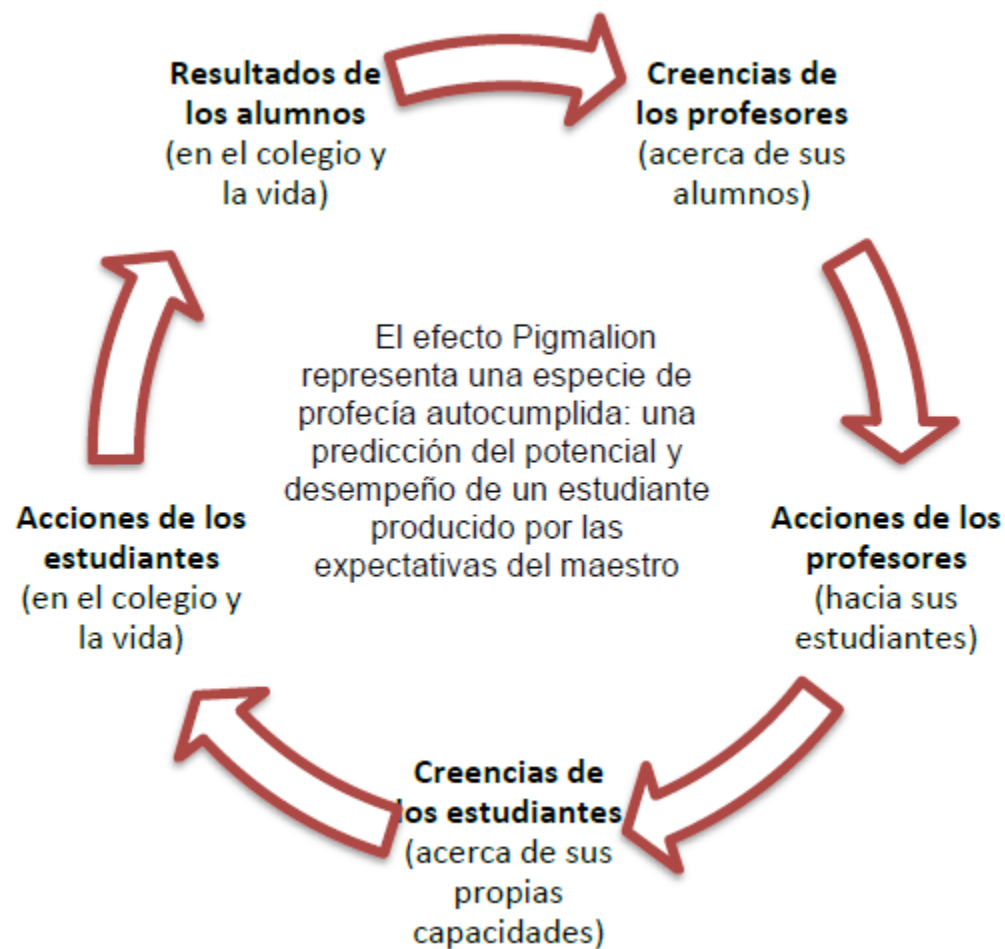 Resultados de
los alumnos
(en el colegio y
la vida)
Creencias de
los profesores
(acerca de sus
alumnos)
El efecto Pigmalion
representa una especie de
profecía autocumplida: una
predicción del potencial y
desempeño de un estudiante
producido por las
expectativas del maestro
Acciones de los
profesores
(hacia sus
estudiantes)
Creencias de
los estudiantes
(acerca de sus
propias
capacidades)
Acciones de los
estudiantes
(en el colegio y
la vida)